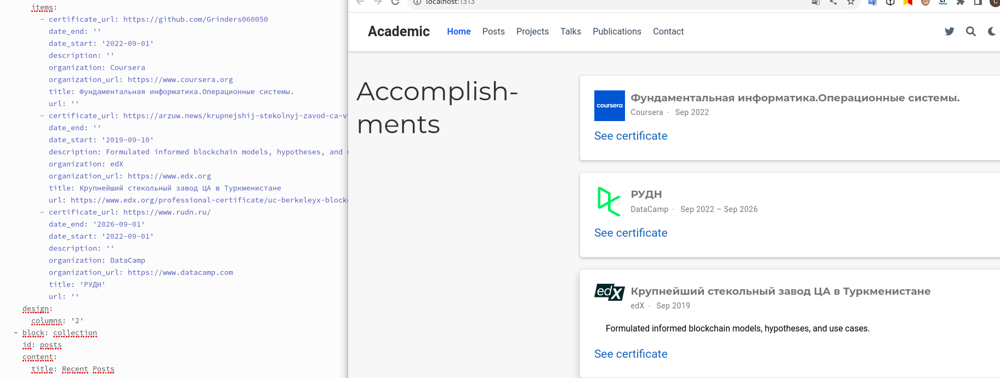 items:
- certificate_url: https://github.com/Grinders060050
date_end: ''
date_start: '2022-09-01'
description: ''
organization: Coursera
organization_url: https://www.coursera.org
title: Фундаментальная информатика.Операционные системы.
url: ''
- certificate_url: https://arzuw.news/krupnejshij-stekolnyj-zavod-ca-v-
date_end: ''
date_start: '2019-09-10'
description: Formulated informed blockchain models, hypotheses, and
organization: edX
organization_url: https://www.edx.org
title: Крупнейший стекольный завод ЦА в Туркменистане
url: https://www.edx.org/professional-certificate/uc-berkeleyx-block
- certificate_url: https://www.rudn.ru/
date_end: '2026-09-01'
date_start: '2022-09-01'
description: ''
organization: DataCamp
organization_url: https://www.datacamp.com
title: 'РУДН'
url: ''
design:
columns: '2'
- block: collection
id: posts
content:
title: Recent Posts
localhost:1313
Academic Home Posts Projects Talks Publications Contact
Accomplish-
ments
coursera
Фундаментальная информатика.Операционные системы.
Coursera · Sep 2022
See certificate
РУДН
DataCamp · Sep 2022 – Sep 2026
See certificate
edX
Крупнейший стекольный завод ЦА в Туркменистане
edX · Sep 2019
Formulated informed blockchain models, hypotheses, and use cases.
See certificate